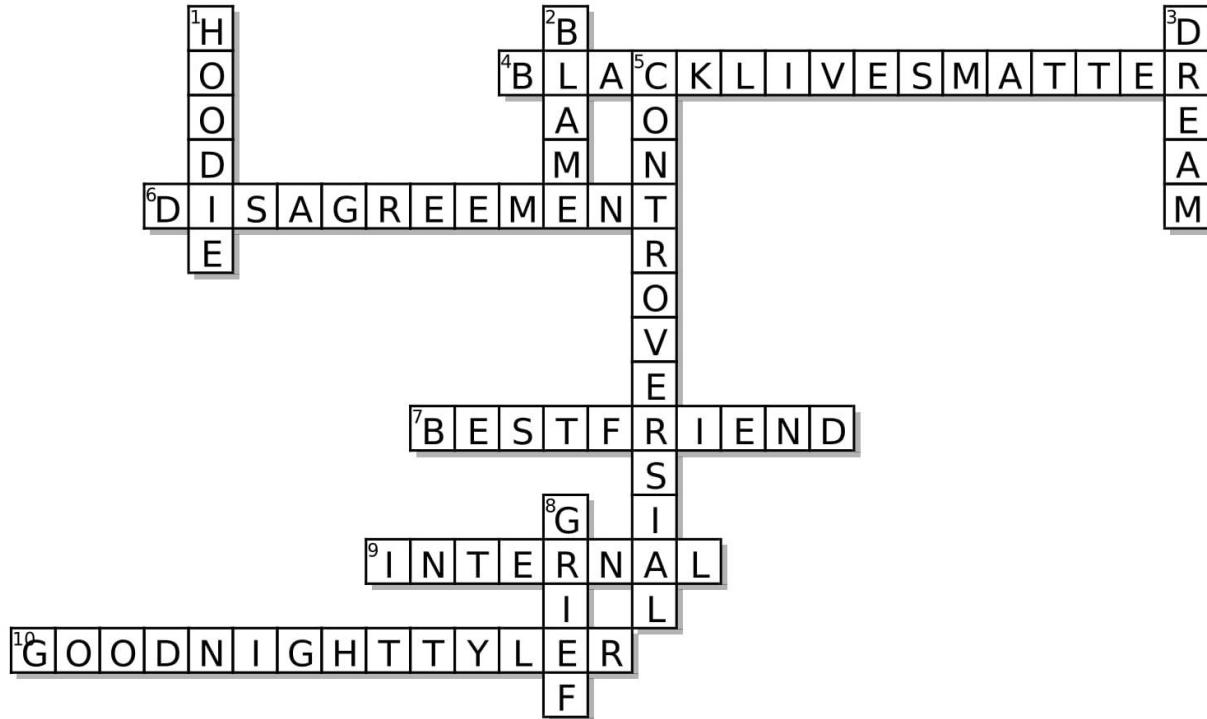 1 HOODIE
2 BLAME
3 DREAM
4 BLACKLIVESMATTER
5 CONTROVERSIAL
6 DISAGREEMENT
7 BESTFRIEND
8 GRIEF
9 INTERNAL
10 GOODNIGHTTYLER